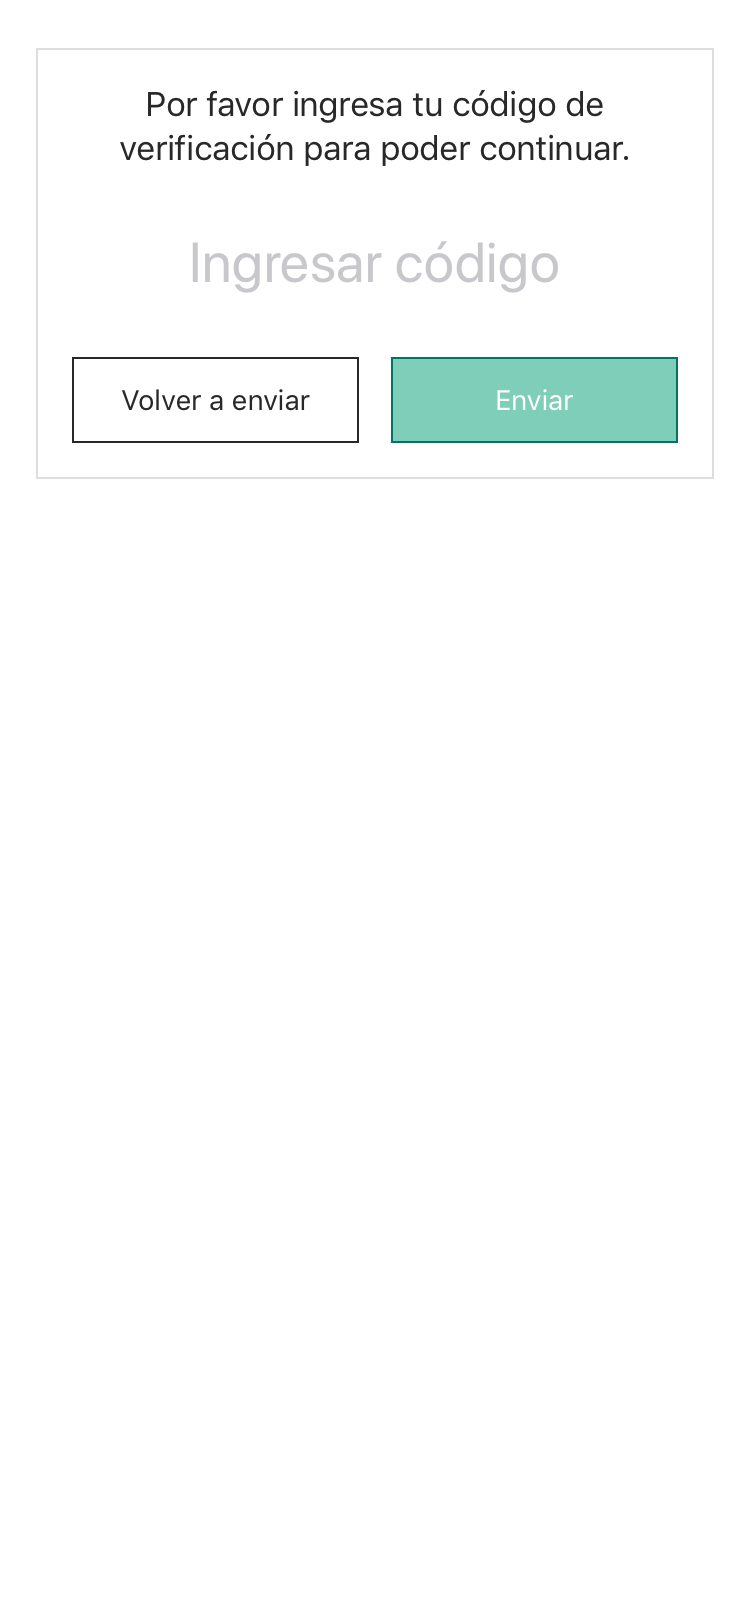 Por favor ingresa tu código de
verificación para poder continuar.
Ingresar código
Volver a enviar
Enviar